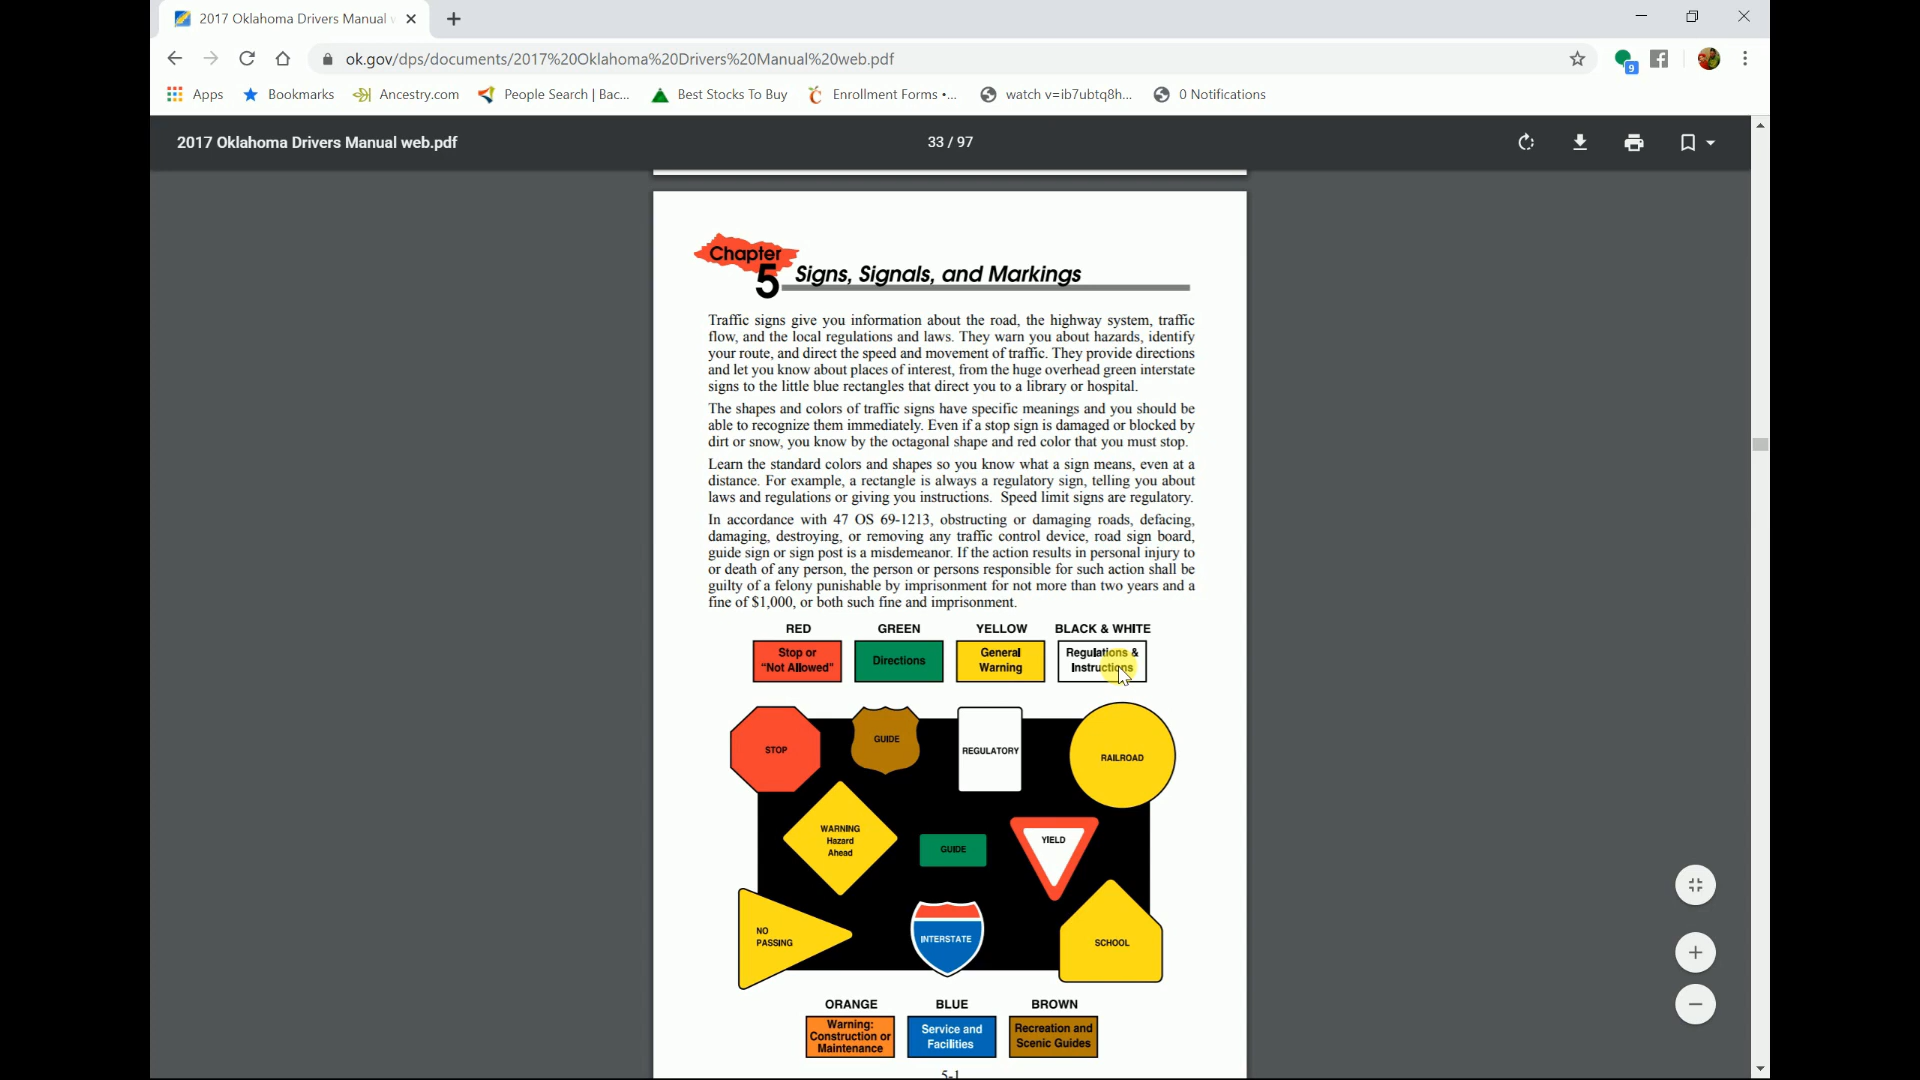 2017 Oklahoma Drivers Manual
ok.gov/dps/documents/2017%20Oklahoma%20Drivers%20Manual%20web.pdf
9
Apps
Bookmarks
Ancestry.com
People Search | Bac...
Best Stocks To Buy
Enrollment Forms •...
watch v=ib7ubtq8h...
0 Notifications
2017 Oklahoma Drivers Manual web.pdf
33 / 97
Chapter
5
Signs, Signals, and Markings
Traffic signs give you information about the road, the highway system, traffic
flow, and the local regulations and laws. They warn you about hazards, identify
your route, and direct the speed and movement of traffic. They provide directions
and let you know about places of interest, from the huge overhead green interstate
signs to the little blue rectangles that direct you to a library or hospital.
The shapes and colors of traffic signs have specific meanings and you should be
able to recognize them immediately. Even if a stop sign is damaged or blocked by
dirt or snow, you know by the octagonal shape and red color that you must stop.
Learn the standard colors and shapes so you know what a sign means, even at a
distance. For example, a rectangle is always a regulatory sign, telling you about
laws and regulations or giving you instructions. Speed limit signs are regulatory.
In accordance with 47 OS 69-1213, obstructing or damaging roads, defacing,
damaging, destroying, or removing any traffic control device, road sign board,
guide sign or sign post is a misdemeanor. If the action results in personal injury to
or death of any person, the person or persons responsible for such action shall be
guilty of a felony punishable by imprisonment for not more than two years and a
fine of $1,000, or both such fine and imprisonment.
RED
GREEN
YELLOW
BLACK & WHITE
Stop or
"Not Allowed"
Directions
General
Warning
Regulations &
Instructions
STOP
GUIDE
REGULATORY
RAILROAD
WARNING
Hazard
Ahead
GUIDE
YIELD
NO
PASSING
INTERSTATE
SCHOOL
ORANGE
BLUE
BROWN
Warning:
Construction or
Maintenance
Service and
Facilities
Recreation and
Scenic Guides
5-1